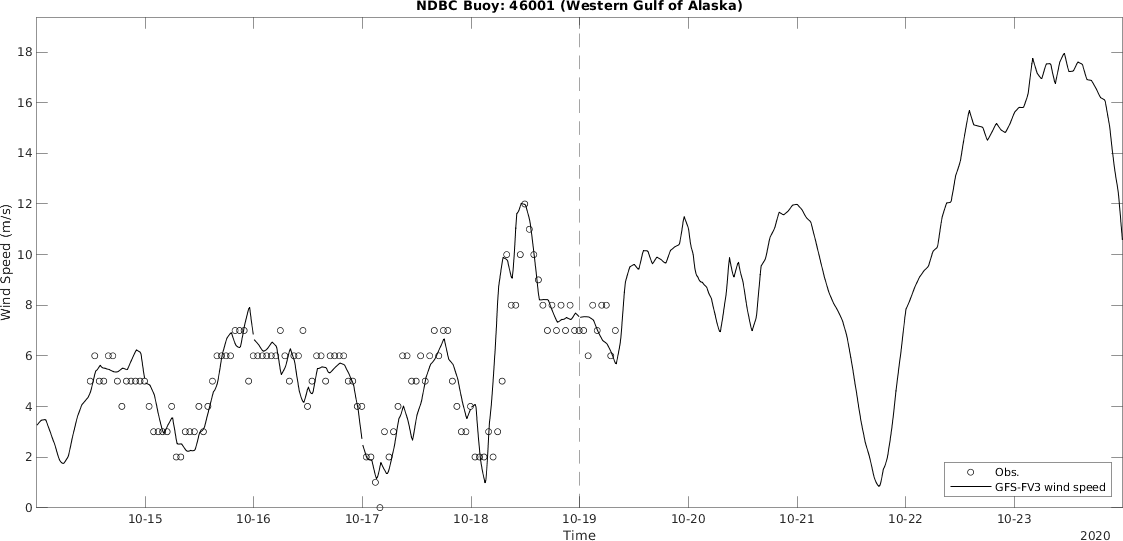 NDBC Buoy: 46001 (Western Gulf of Alaska)
Wind Speed (m/s)
18
16
14
12
10
8
6
4
2
0
Obs.
GFS-FV3 wind speed
10-15 10-16 10-17 10-18 10-19 10-20 10-21 10-22 10-23
Time
2020